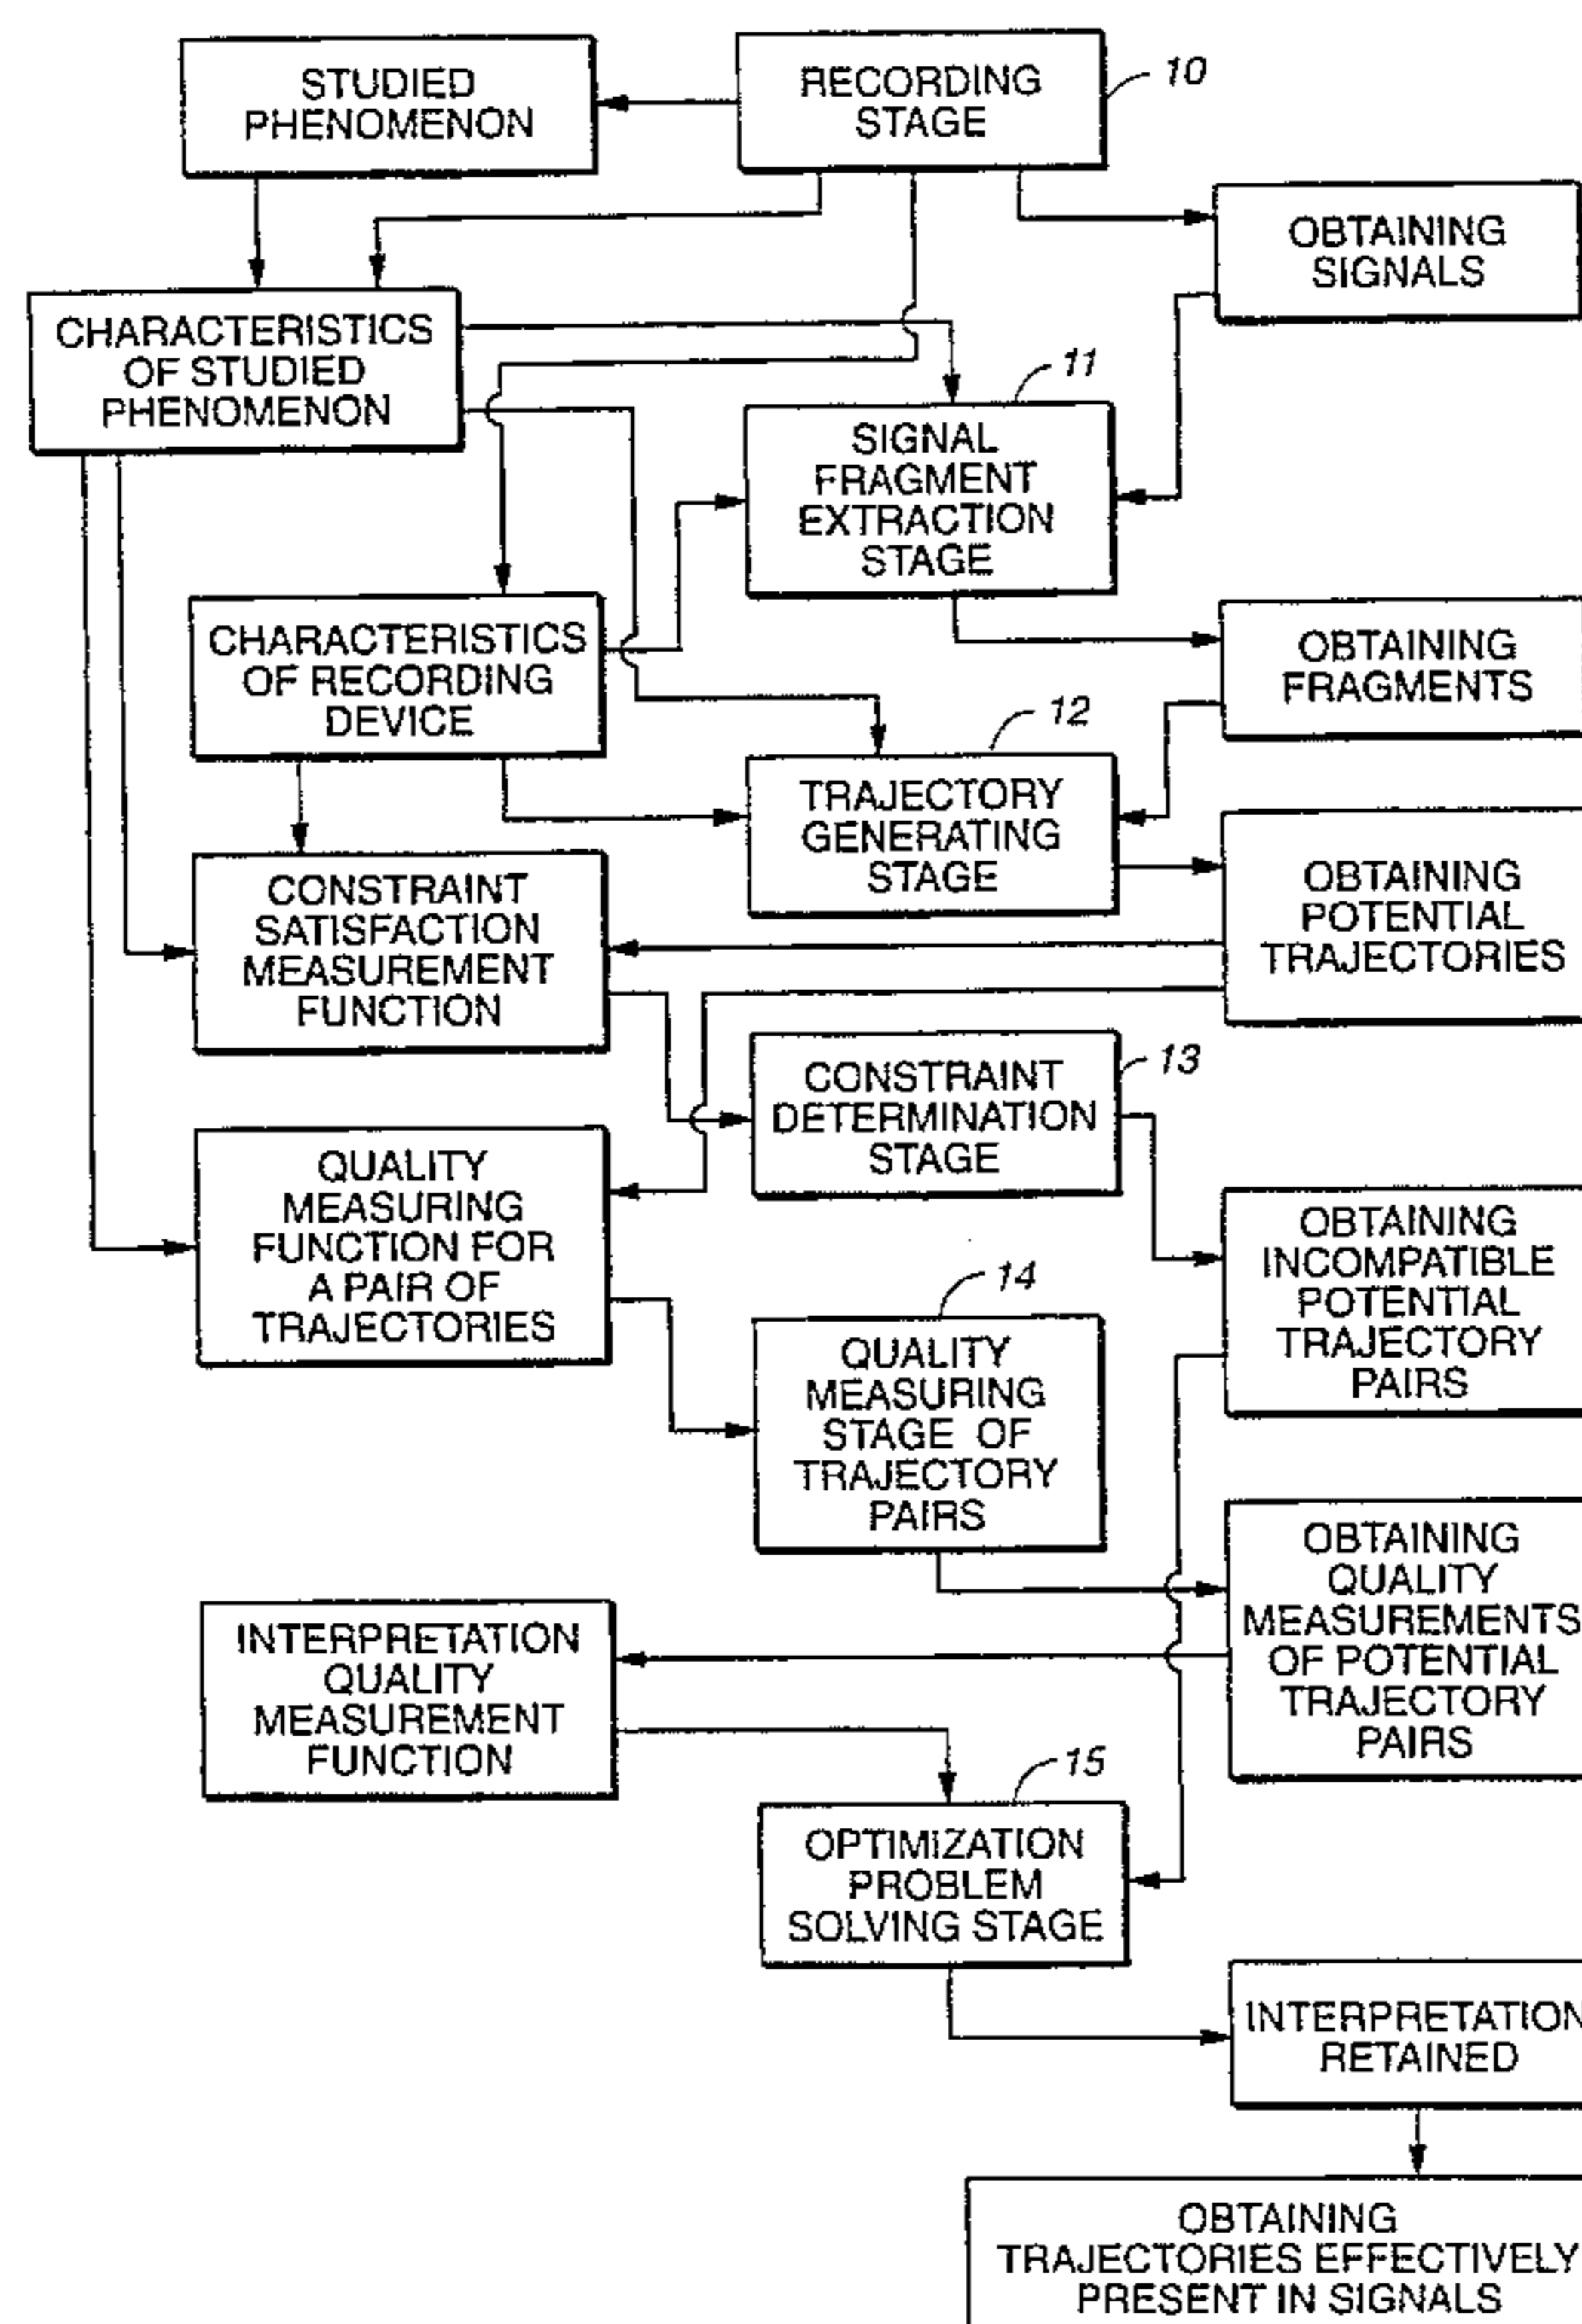 STUDIED
PHENOMENON
RECORDING
STAGE
10
OBTAINING
SIGNALS
CHARACTERISTICS
OF STUDIED
PHENOMENON
11
SIGNAL
FRAGMENT
EXTRACTION
STAGE
CHARACTERISTICS
OF RECORDING
DEVICE
OBTAINING
FRAGMENTS
12
TRAJECTORY
GENERATING
STAGE
OBTAINING
POTENTIAL
TRAJECTORIES
CONSTRAINT
SATISFACTION
MEASUREMENT
FUNCTION
13
CONSTRAINT
DETERMINATION
STAGE
QUALITY
MEASURING
FUNCTION FOR
A PAIR OF
TRAJECTORIES
OBTAINING
INCOMPATIBLE
POTENTIAL
TRAJECTORY
PAIRS
14
QUALITY
MEASURING
STAGE OF
TRAJECTORY
PAIRS
OBTAINING
QUALITY
MEASUREMENTS
OF POTENTIAL
TRAJECTORY
PAIRS
INTERPRETATION
QUALITY
MEASUREMENT
FUNCTION
15
OPTIMIZATION
PROBLEM
SOLVING STAGE
INTERPRETATION
RETAINED
OBTAINING
TRAJECTORIES EFFECTIVELY
PRESENT IN SIGNALS